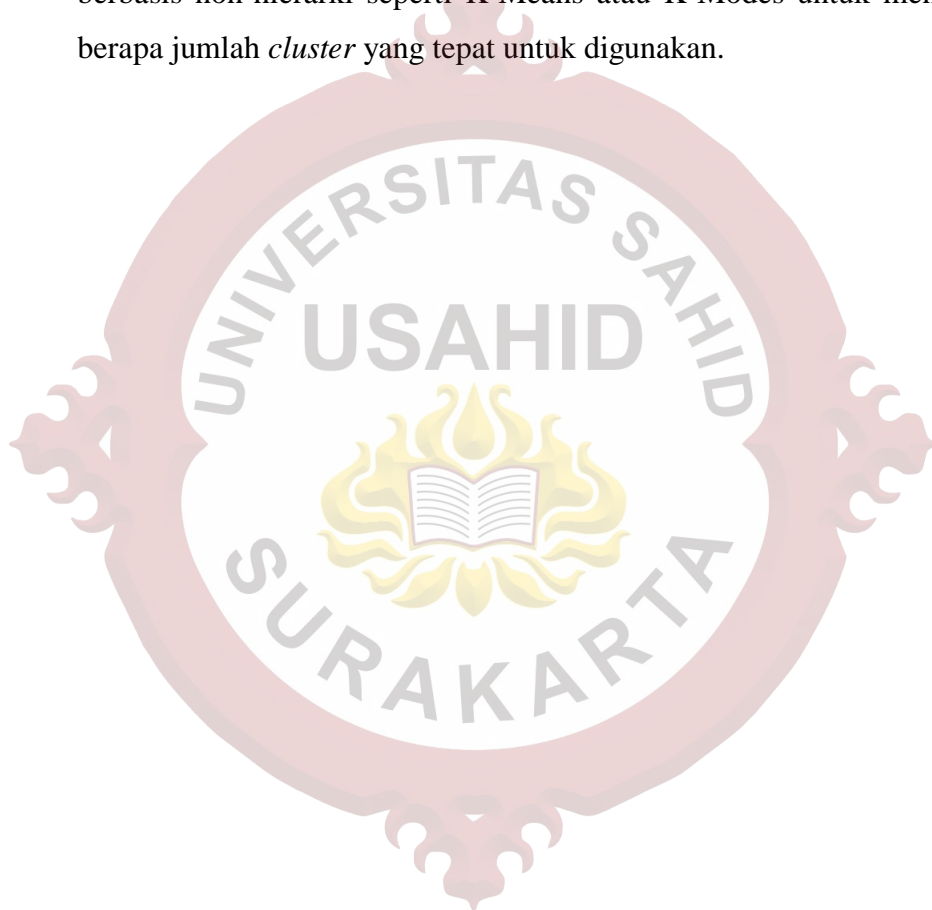 berbasis non-hierarki seperti K-Means atau K-Modes untuk
berapa jumlah cluster yang tepat untuk digunakan.
UNIVERSITAS SAHID
USAHID
SURAKARTA